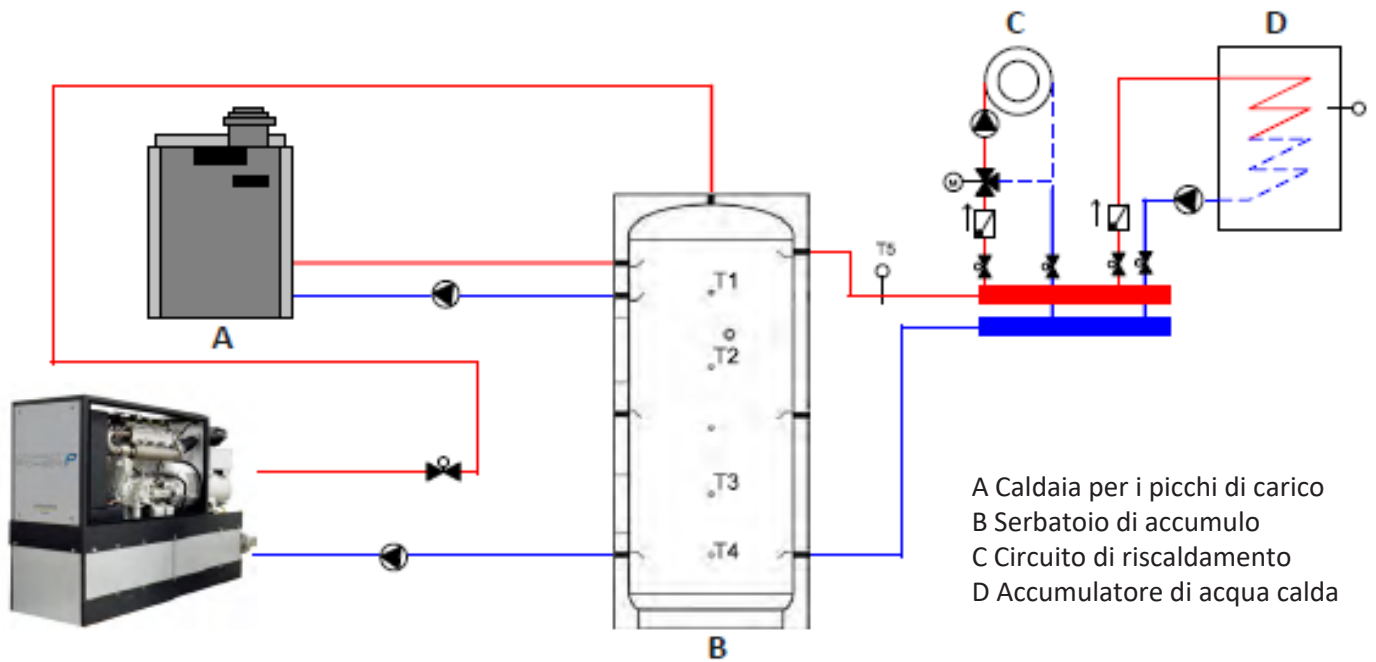 C
D
T5
M
T1
A
T2
T3
A Caldaia per i picchi di carico
B Serbatoio di accumulo
C Circuito di riscaldamento
T4
D Accumulatore di acqua calda
B